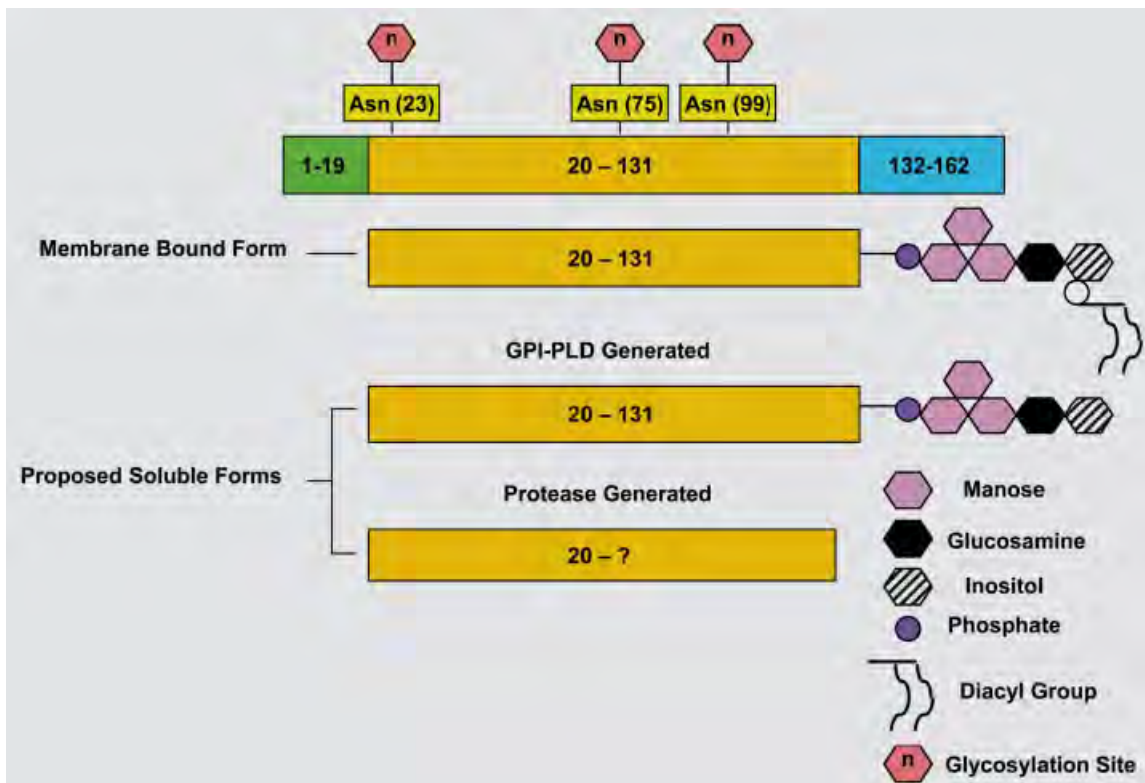 n n n
Asn (23) Asn (75) Asn (99)
1-19 20 – 131 132-162
Membrane Bound Form 20 – 131
GPI-PLD Generated
20 – 131
Proposed Soluble Forms
Protease Generated
20 – ?
Manose
Glucosamine
Inositol
Phosphate
Diacyl Group
n Glycosylation Site